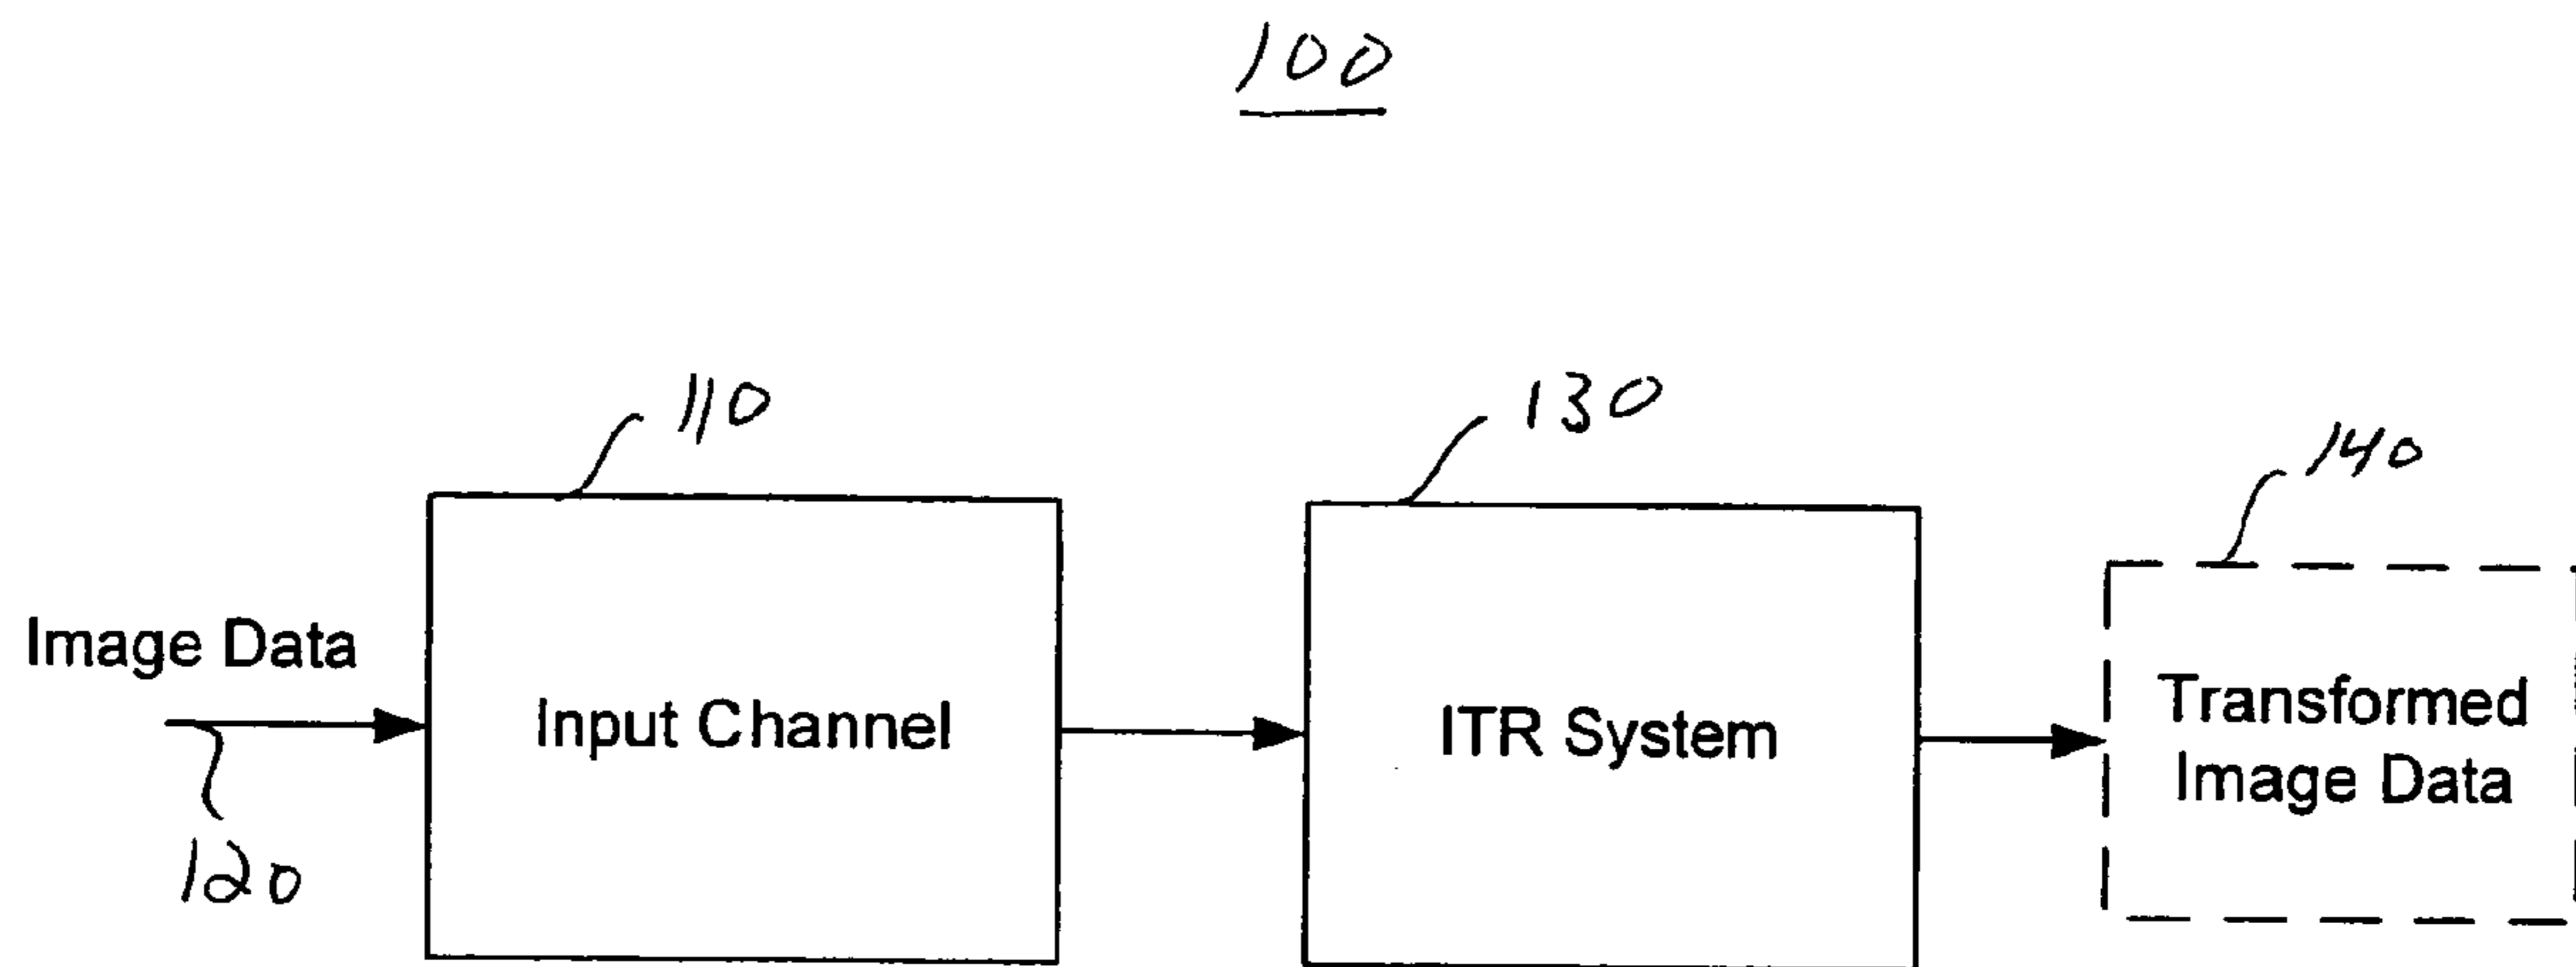 100
110
130
140
Image Data
Input Channel
ITR System
Transformed
Image Data
120